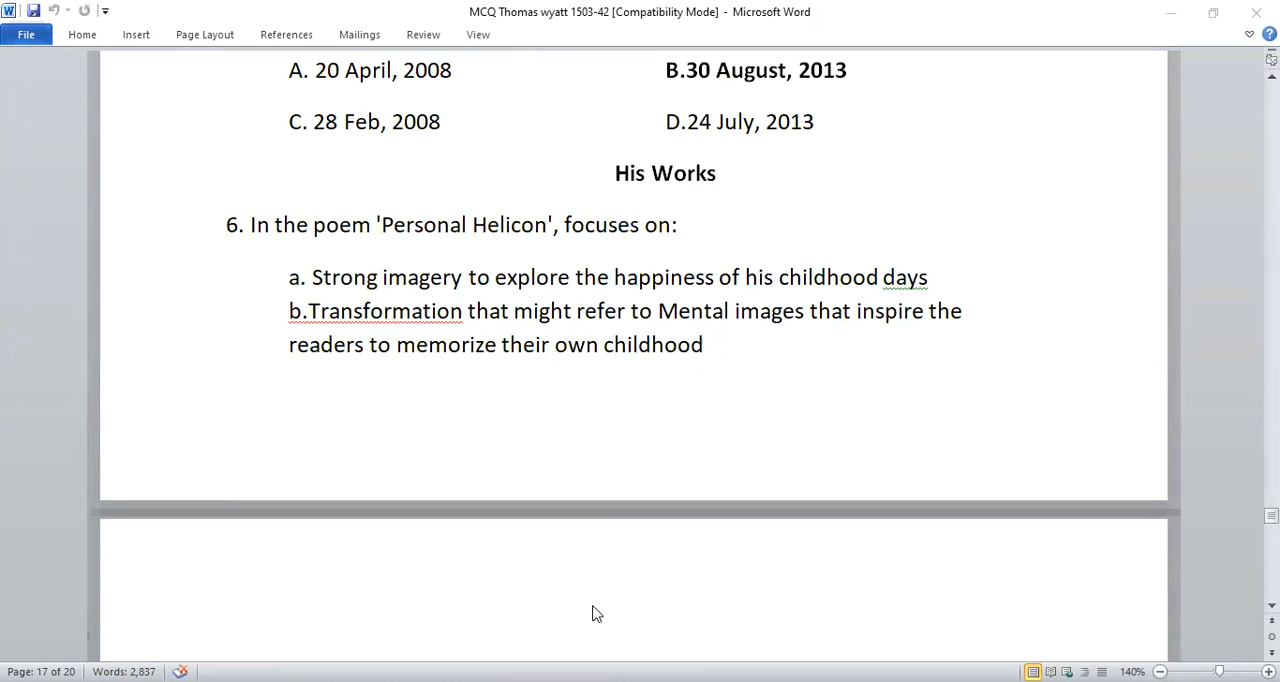 MCQ Thomas wyatt 1503-42 [Compatibility Mode] - Microsoft Word
File Home Insert Page Layout References Mailings Review View
A. 20 April, 2008 B.30 August, 2013
C. 28 Feb, 2008 D.24 July, 2013
His Works
6. In the poem 'Personal Helicon', focuses on:
a. Strong imagery to explore the happiness of his childhood days
b.Transformation that might refer to Mental images that inspire the
readers to memorize their own childhood
Page: 17 of 20 Words: 2,837 140%